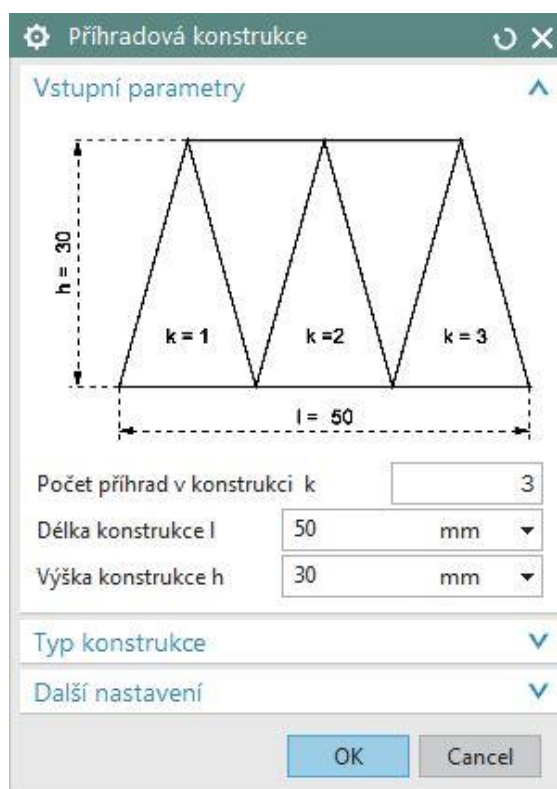 Příhradová konstrukce
Vstupní parametry
h = 30
k = 1
k =2
k = 3
l = 50
Počet příhrad v konstrukci k
3
Délka konstrukce l
50
mm
Výška konstrukce h
30
mm
Typ konstrukce
Další nastavení
OK
Cancel